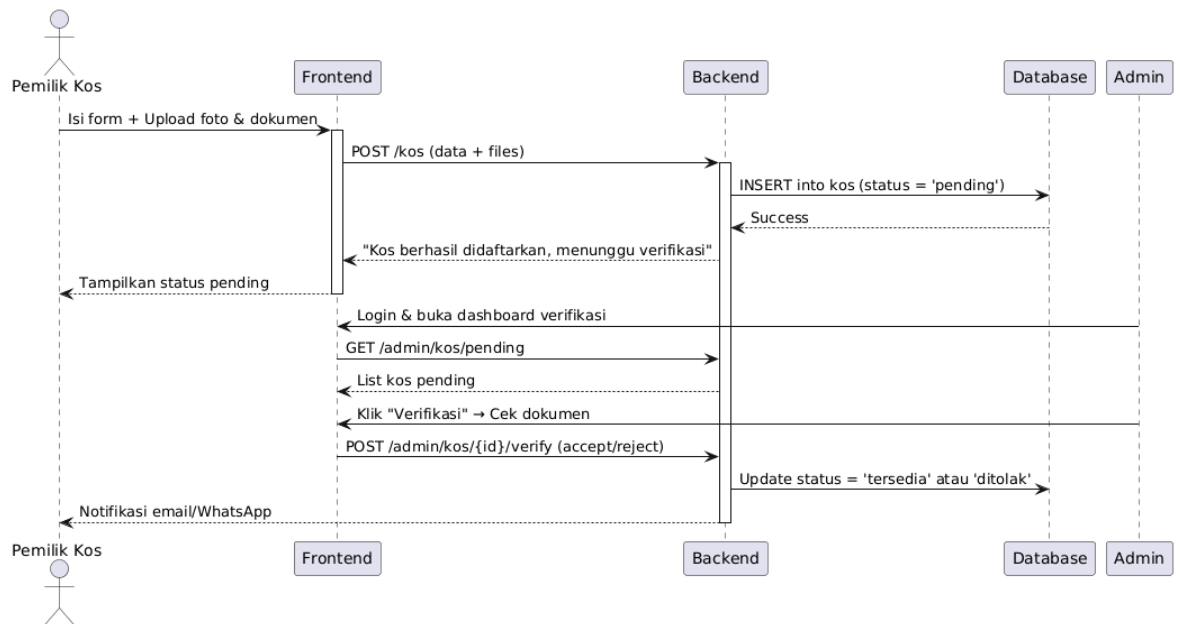 Pemilik Kos
Frontend
Backend
Database
Admin
Isi form + Upload foto & dokumen
POST /kos (data + files)
INSERT into kos (status = 'pending')
Success
"Kos berhasil didaftarkan, menunggu verifikasi"
Tampilkan status pending
Login & buka dashboard verifikasi
GET /admin/kos/pending
List kos pending
Klik "Verifikasi" → Cek dokumen
POST /admin/kos/{id}/verify (accept/reject)
Update status = 'tersedia' atau 'ditolak'
Notifikasi email/WhatsApp
Pemilik Kos
Frontend
Backend
Database
Admin